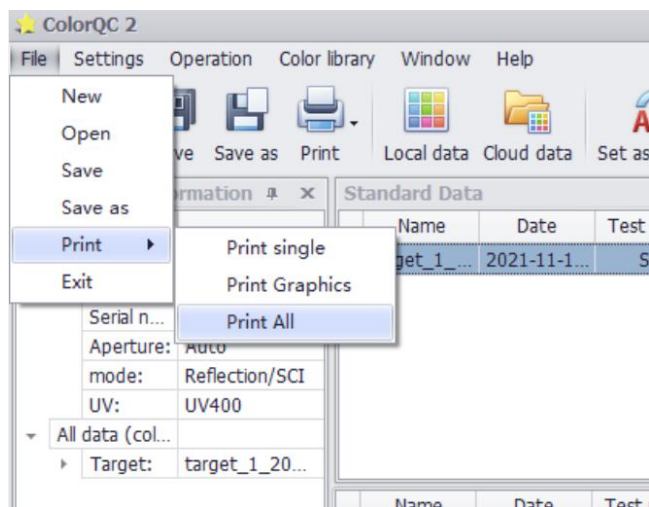 ColorQC 2
File Settings Operation Color library Window Help
New
Open
Save
Save as
Print
Exit
Print single
Print Graphics
Print All
ve Save as Print Local data Cloud data Set as
rmation
Standard Data
Name Date Test
get_1_... 2021-11-1... S
Serial n...
Aperture: Auto
mode: Reflection/SCI
UV: UV400
All data (col...
Target: target_1_20...
Name Date Test